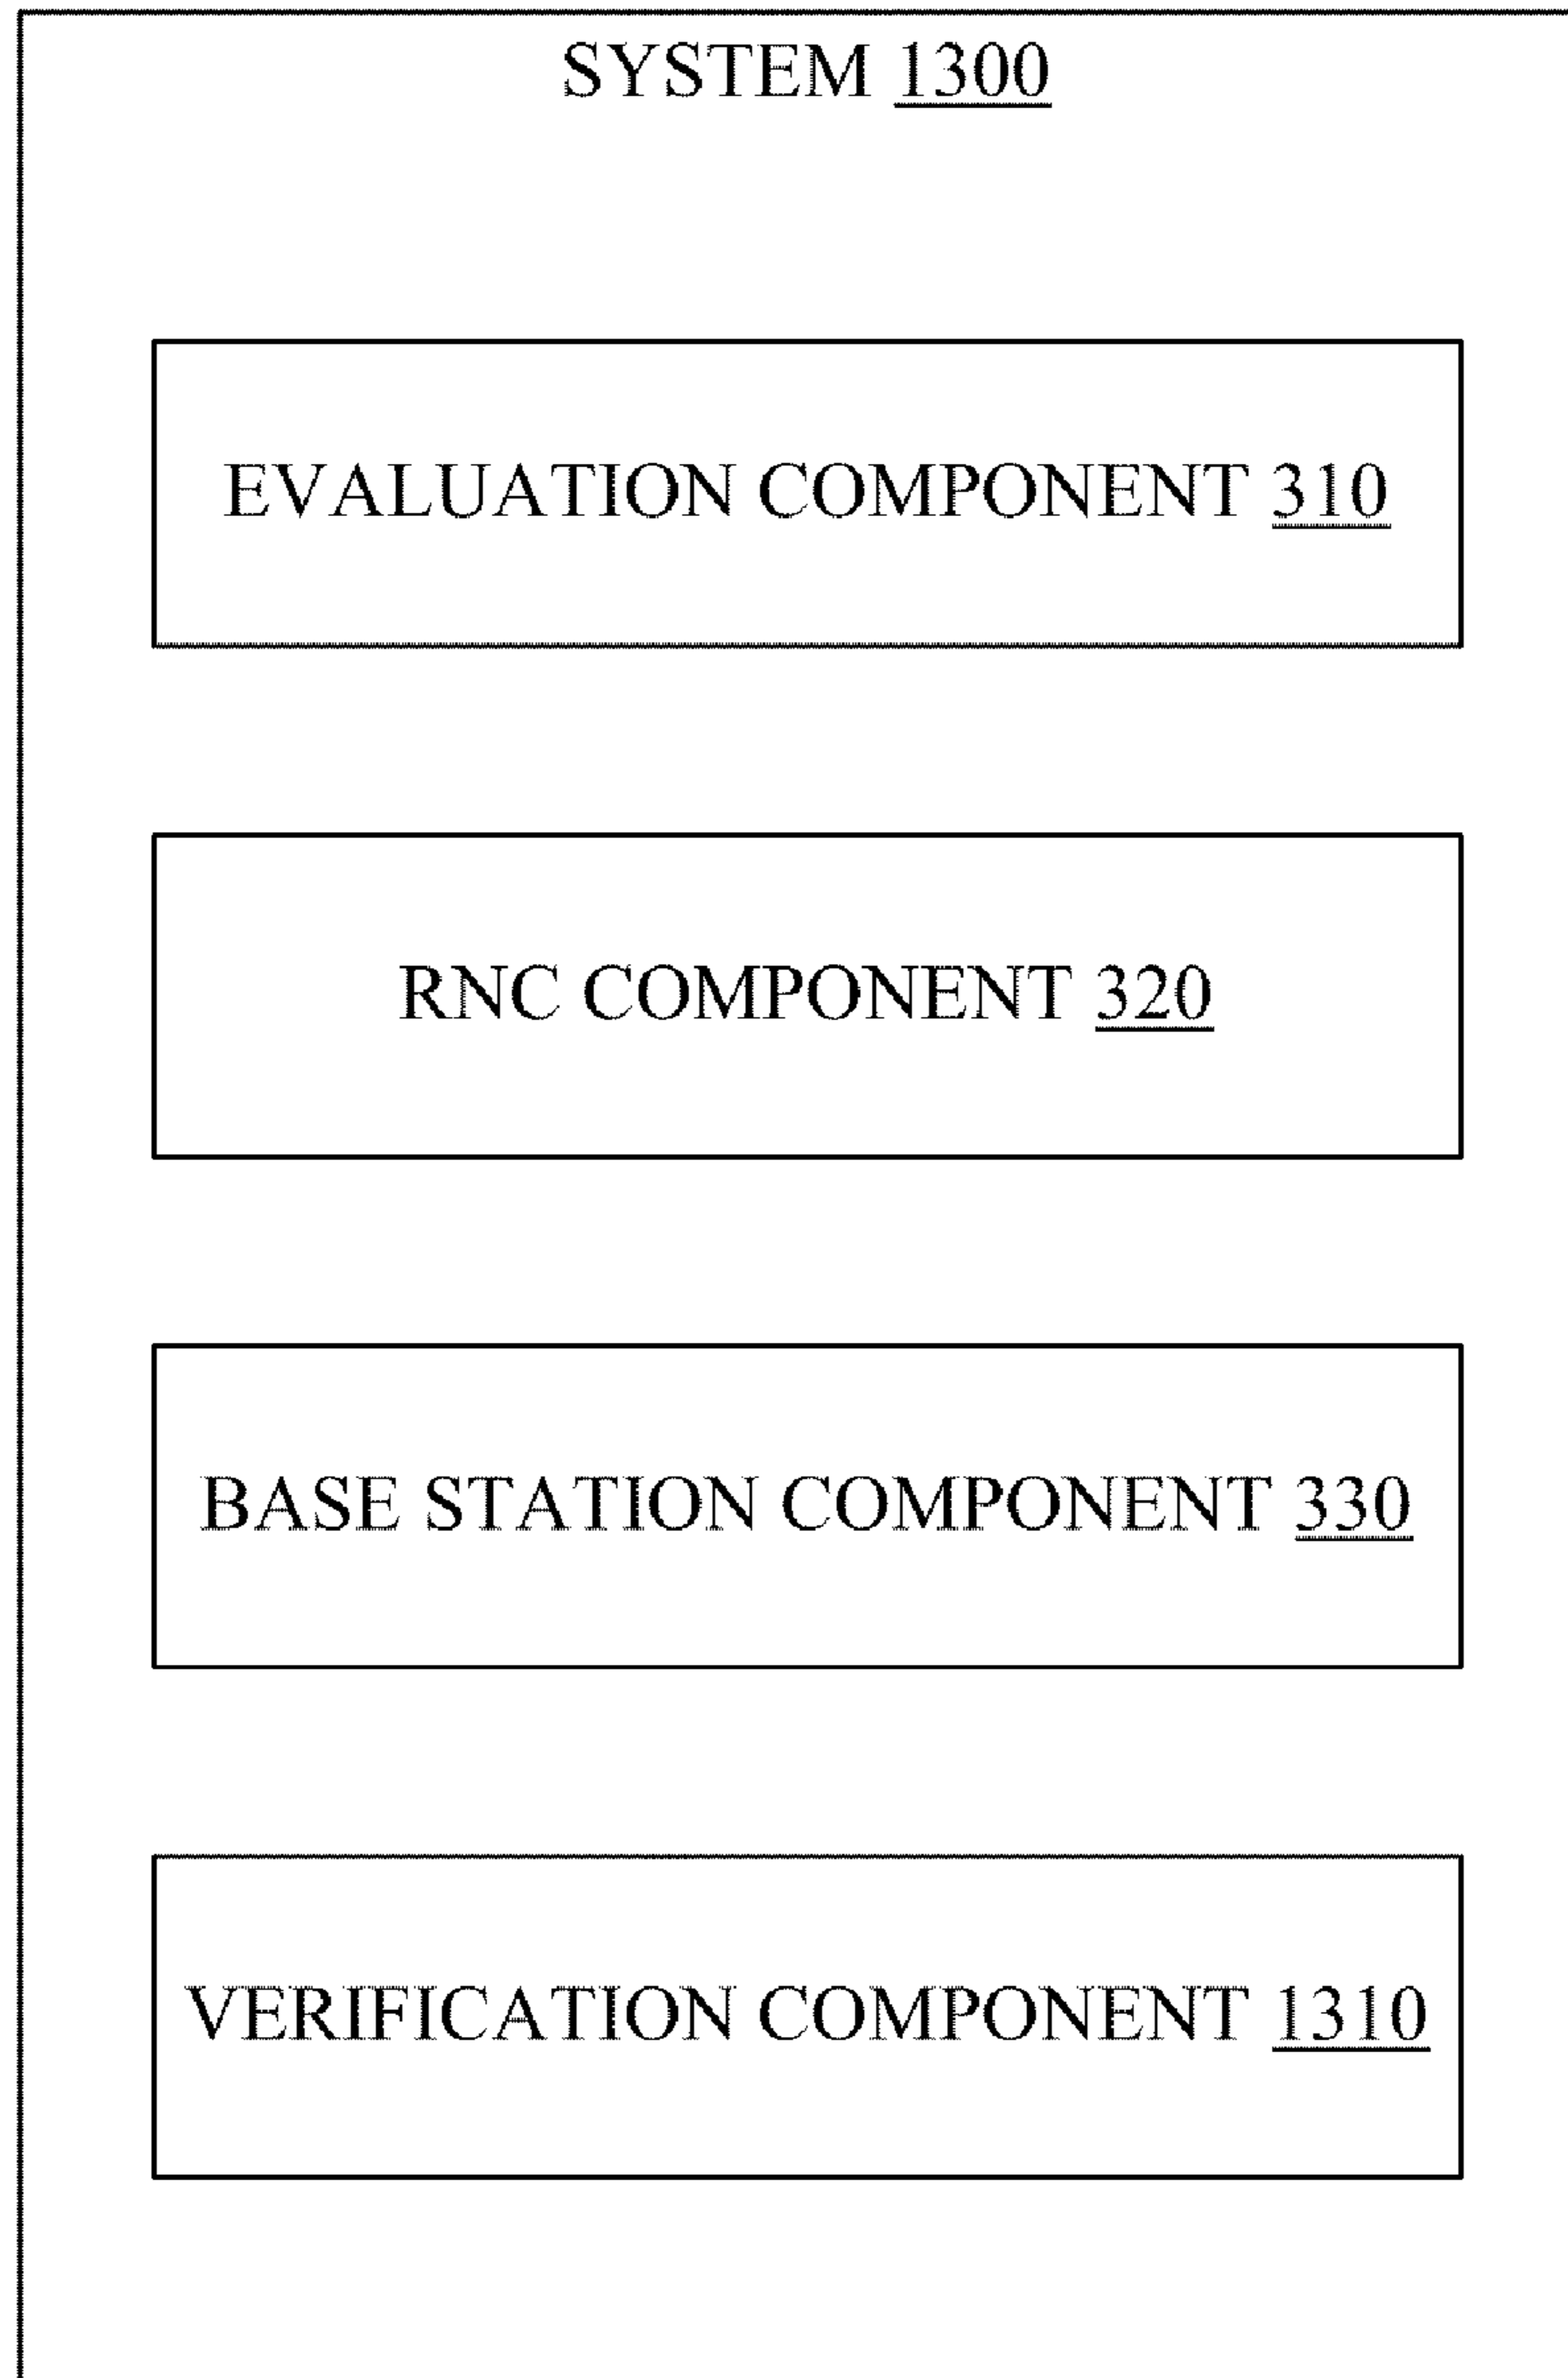 SYSTEM 1300
EVALUATION COMPONENT 310
RNC COMPONENT 320
BASE STATION COMPONENT 330
VERIFICATION COMPONENT 1310